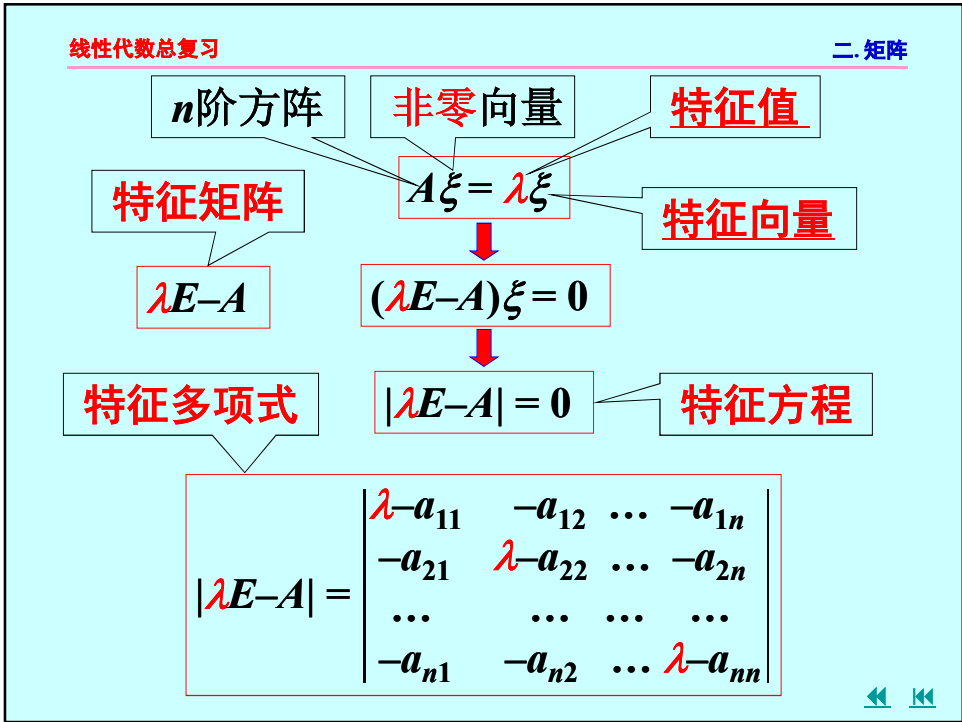 线性代数总复习
二. 矩阵
n阶方阵
非零向量
特征值
Aξ = λξ
特征矩阵
特征向量
λE–A
(λE–A)ξ = 0
特征多项式
|λE–A| = 0
特征方程
λ–a₁₁ –a₁₂ … –a₁ₙ
–a₂₁ λ–a₂₂ … –a₂ₙ
|λE–A| =
… … … …
–aₙ₁ –aₙ₂ … λ–aₙₙ